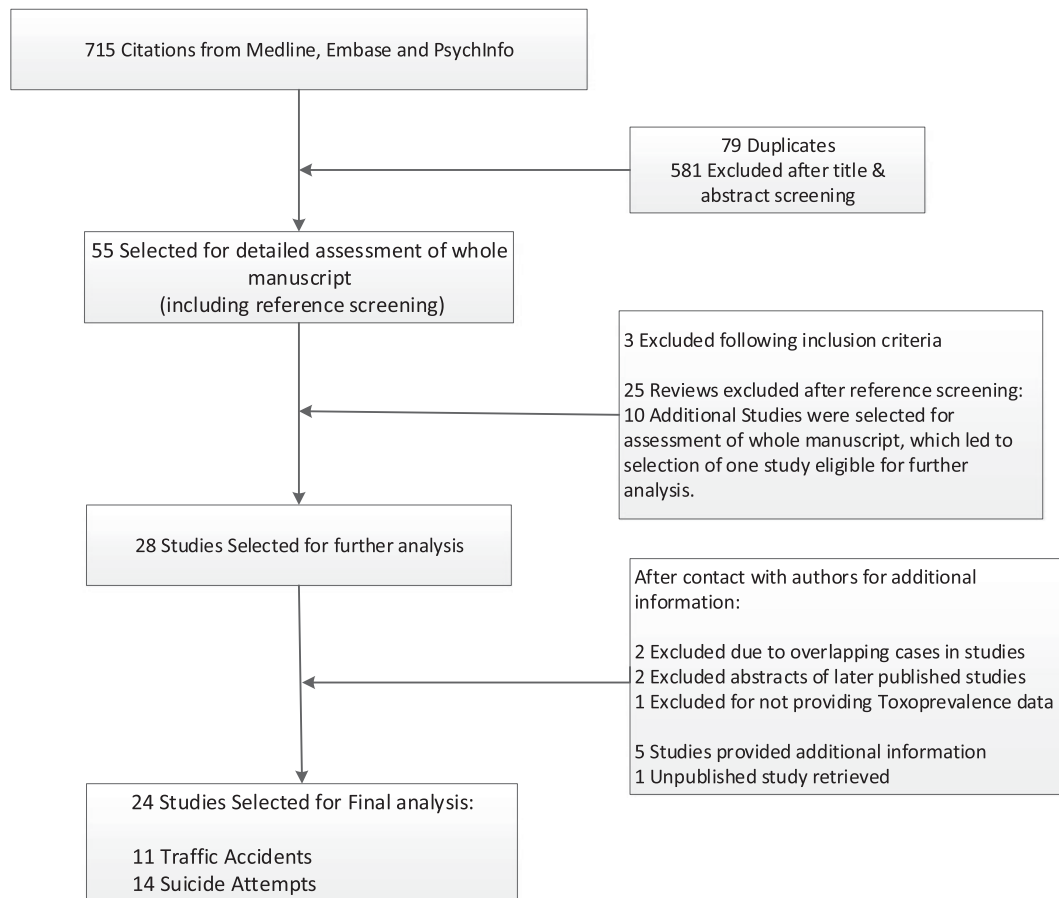 715 Citations from Medline, Embase and PsychInfo
79 Duplicates
581 Excluded after title &
abstract screening
55 Selected for detailed assessment of whole
manuscript
(including reference screening)
3 Excluded following inclusion criteria
25 Reviews excluded after reference screening:
10 Additional Studies were selected for
assessment of whole manuscript, which led to
selection of one study eligible for further
analysis.
28 Studies Selected for further analysis
After contact with authors for additional
information:
2 Excluded due to overlapping cases in studies
2 Excluded abstracts of later published studies
1 Excluded for not providing Toxoprevalence data
5 Studies provided additional information
1 Unpublished study retrieved
24 Studies Selected for Final analysis:
11 Traffic Accidents
14 Suicide Attempts